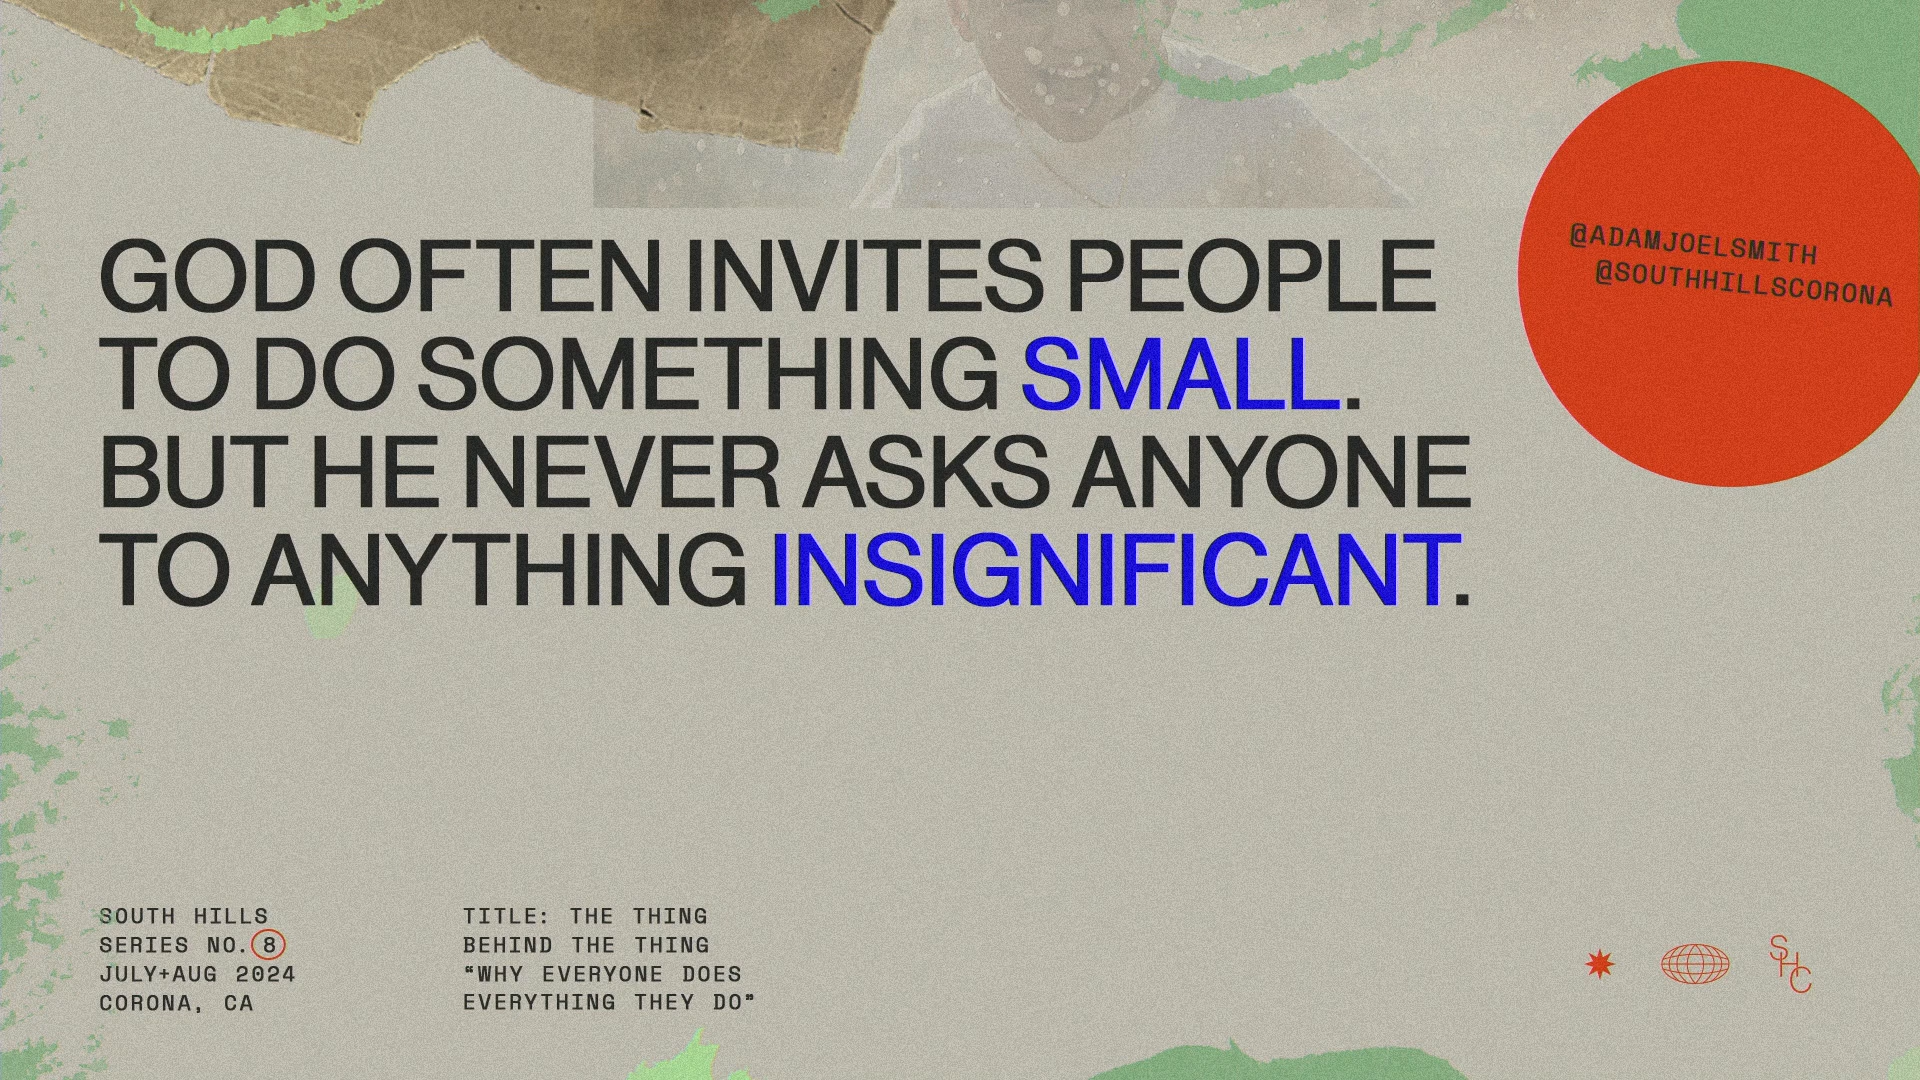 GOD OFTEN INVITES PEOPLE
TO DO SOMETHING SMALL.
BUT HE NEVER ASKS ANYONE
TO ANYTHING INSIGNIFICANT.
@ADAMJOELSMITH
@SOUTHHILLSCORONA
SOUTH HILLS
SERIES NO. 8
JULY+AUG 2024
CORONA, CA
TITLE: THE THING
BEHIND THE THING
“WHY EVERYONE DOES
EVERYTHING THEY DO”
SHC